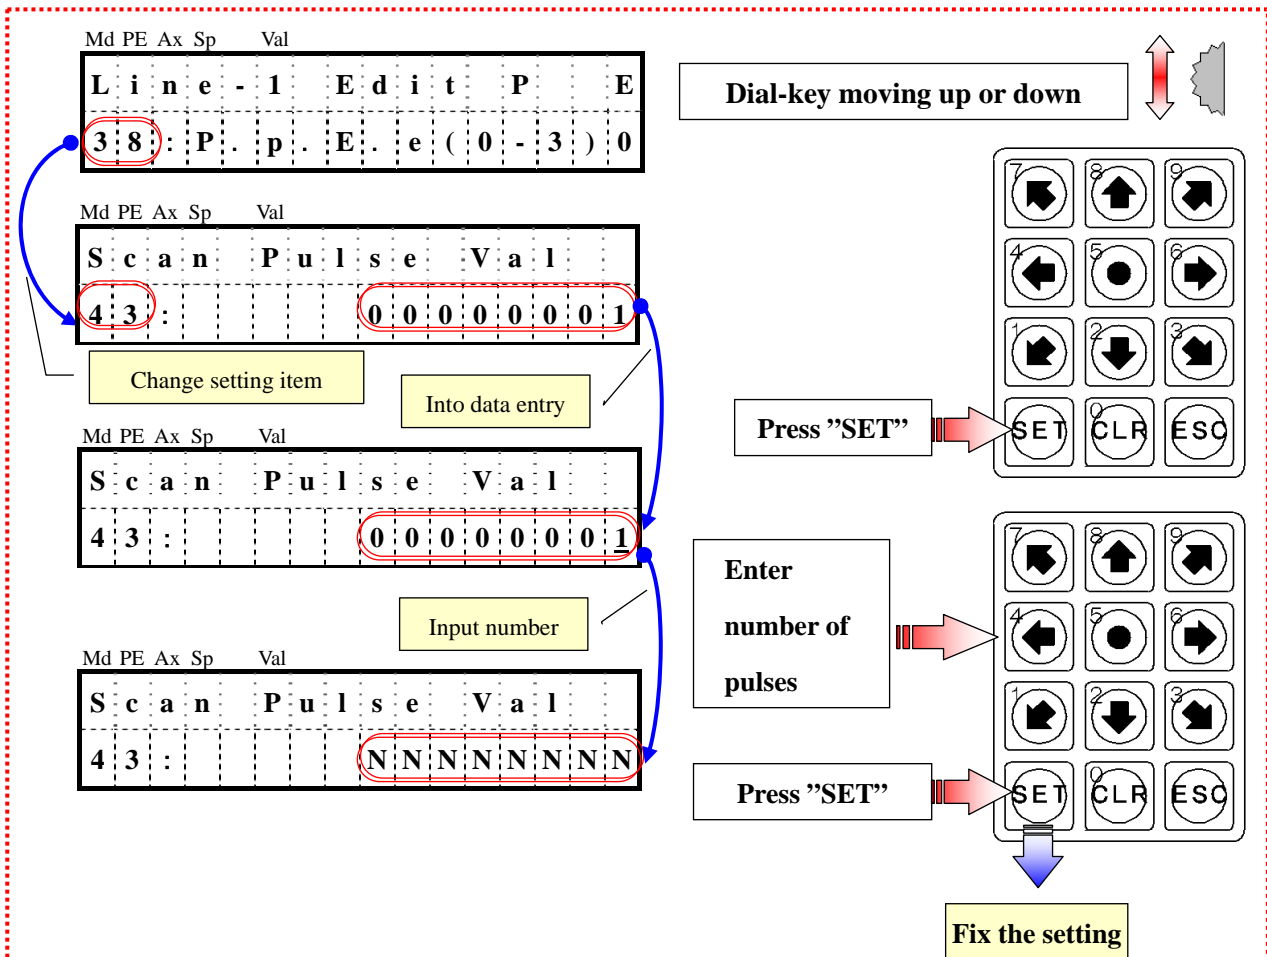 Md PE Ax Sp Val
Line-1 Edit P E
38:P.p.E.e(0-3)0
Dial-key moving up or down
Md PE Ax Sp Val
Scan Pulse Val
43: 00000001
Change setting item
Into data entry
7 8 9
4 5 6
1 2 3
Press ”SET”
0
SET CLR ESC
Md PE Ax Sp Val
Scan Pulse Val
43: 00000001
Input number
Md PE Ax Sp Val
Scan Pulse Val
43: NNNNNNNN
Enter
number of
pulses
7 8 9
4 5 6
1 2 3
Press ”SET”
0
SET CLR ESC
Fix the setting